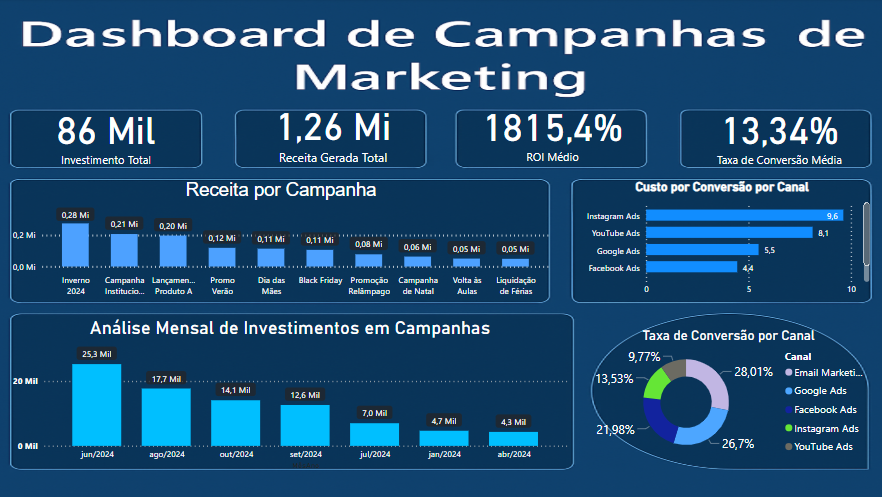 Dashboard de Campanhas de
Marketing
86 Mil
Investimento Total
1,26 Mi
Receita Gerada Total
1815,4%
ROI Médio
13,34%
Taxa de Conversão Média
Receita por Campanha
0,2 Mi
0,0 Mi
0,28 Mi
0,21 Mi
0,20 Mi
0,12 Mi
0,11 Mi
0,11 Mi
0,08 Mi
0,06 Mi
0,05 Mi
0,05 Mi
Inverno
2024
Campanha
Institucio...
Lançamen...
Produto A
Promo
Verão
Dia das
Mães
Black Friday
Promoção
Relâmpago
Campanha
de Natal
Volta às
Aulas
Liquidação
de Férias
Custo por Conversão por Canal
Instagram Ads 9,6
YouTube Ads 8,1
Google Ads 5,5
Facebook Ads 4,4
0 5 10
Análise Mensal de Investimentos em Campanhas
20 Mil
0 Mil
25,3 Mil
17,7 Mil
14,1 Mil
12,6 Mil
7,0 Mil
4,7 Mil
4,3 Mil
jun/2024 ago/2024 out/2024 set/2024 jul/2024 jan/2024 abr/2024
Taxa de Conversão por Canal
9,77%
13,53%
21,98%
28,01%
26,7%
Canal
Email Marketi...
Google Ads
Facebook Ads
Instagram Ads
YouTube Ads